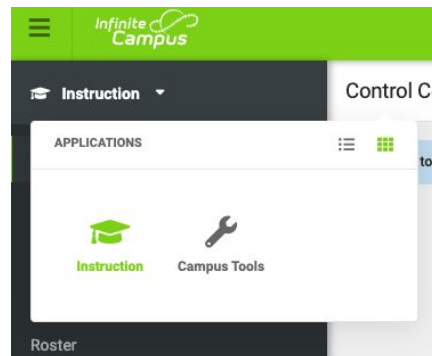 Infinite
Campus
Instruction
Control C
APPLICATIONS
to
Instruction
Campus Tools
Roster